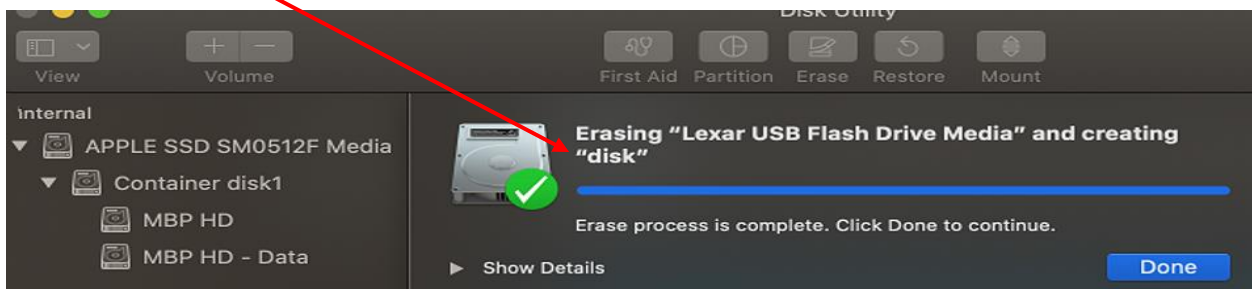 Disk Utility
View Volume First Aid Partition Erase Restore Mount
Internal
APPLE SSD SM0512F Media
Container disk1
MBP HD
MBP HD - Data
Erasing “Lexar USB Flash Drive Media” and creating
“disk”
Erase process is complete. Click Done to continue.
Show Details
Done